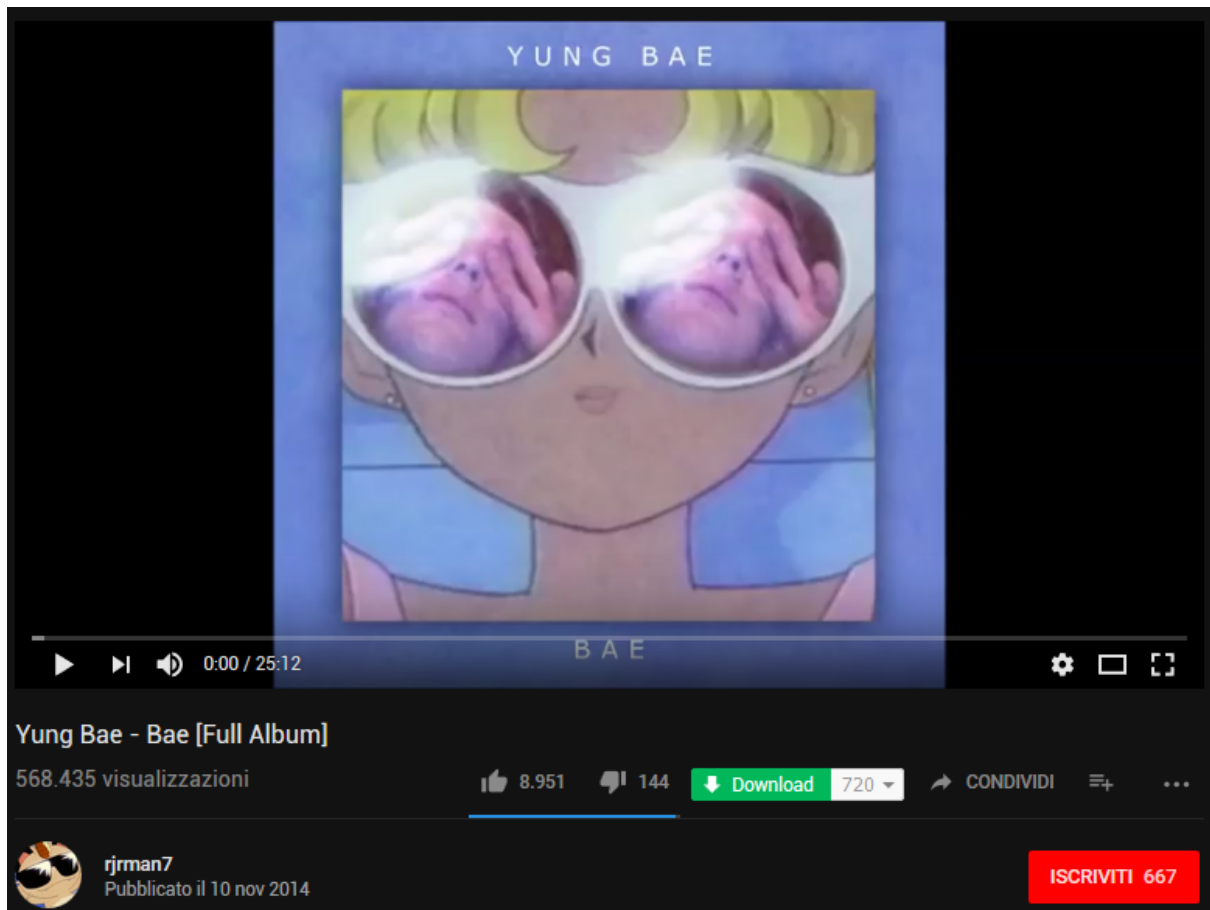 YUNG BAE
BAE
0:00 / 25:12
Yung Bae - Bae [Full Album]
568.435 visualizzazioni
8.951
144
Download
720
CONDIVIDI
rjrman7
Pubblicato il 10 nov 2014
ISCRIVITI 667